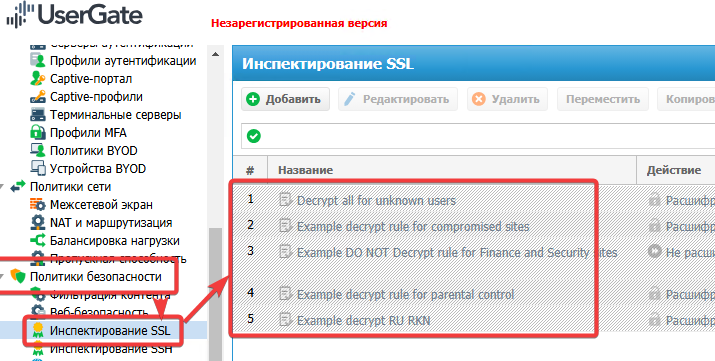 UserGate
Незарегистрированная версия
Серверы аутентификации
Профили аутентификации
Captive-портал
Captive-профили
Терминальные серверы
Профили MFA
Политики BYOD
Устройства BYOD
Политики сети
Межсетевой экран
NAT и маршрутизация
Балансировка нагрузки
Пропускная способность
Политики безопасности
Фильтрация контента
Веб-безопасность
Инспектирование SSL
Инспектирование SSH
Инспектирование SSL
Добавить Редактировать Удалить Переместить Копиров
# Название Действие
1 Decrypt all for unknown users Расшифр
2 Example decrypt rule for compromised sites Расшифр
3 Example DO NOT Decrypt rule for Finance and Security sites Не расши
4 Example decrypt rule for parental control Расшифр
5 Example decrypt RU RKN Расшифр